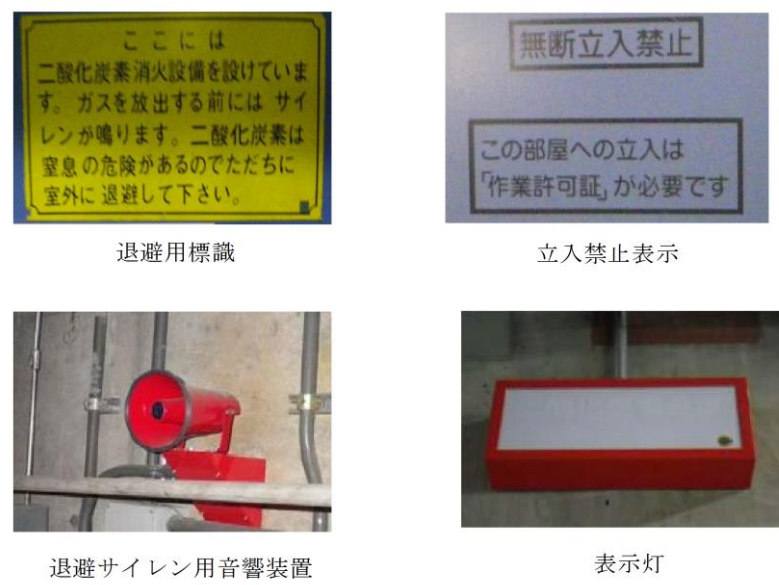 ここには
二酸化炭素消火設備を設けていま
す。ガスを放出する前には サイ
レンが鳴ります。二酸化炭素は
窒息の危険があるのでただちに
室外に退避して下さい。
退避用標識
無断立入禁止
この部屋への立入は
「作業許可証」が必要です
立入禁止表示
退避サイレン用音響装置
表示灯